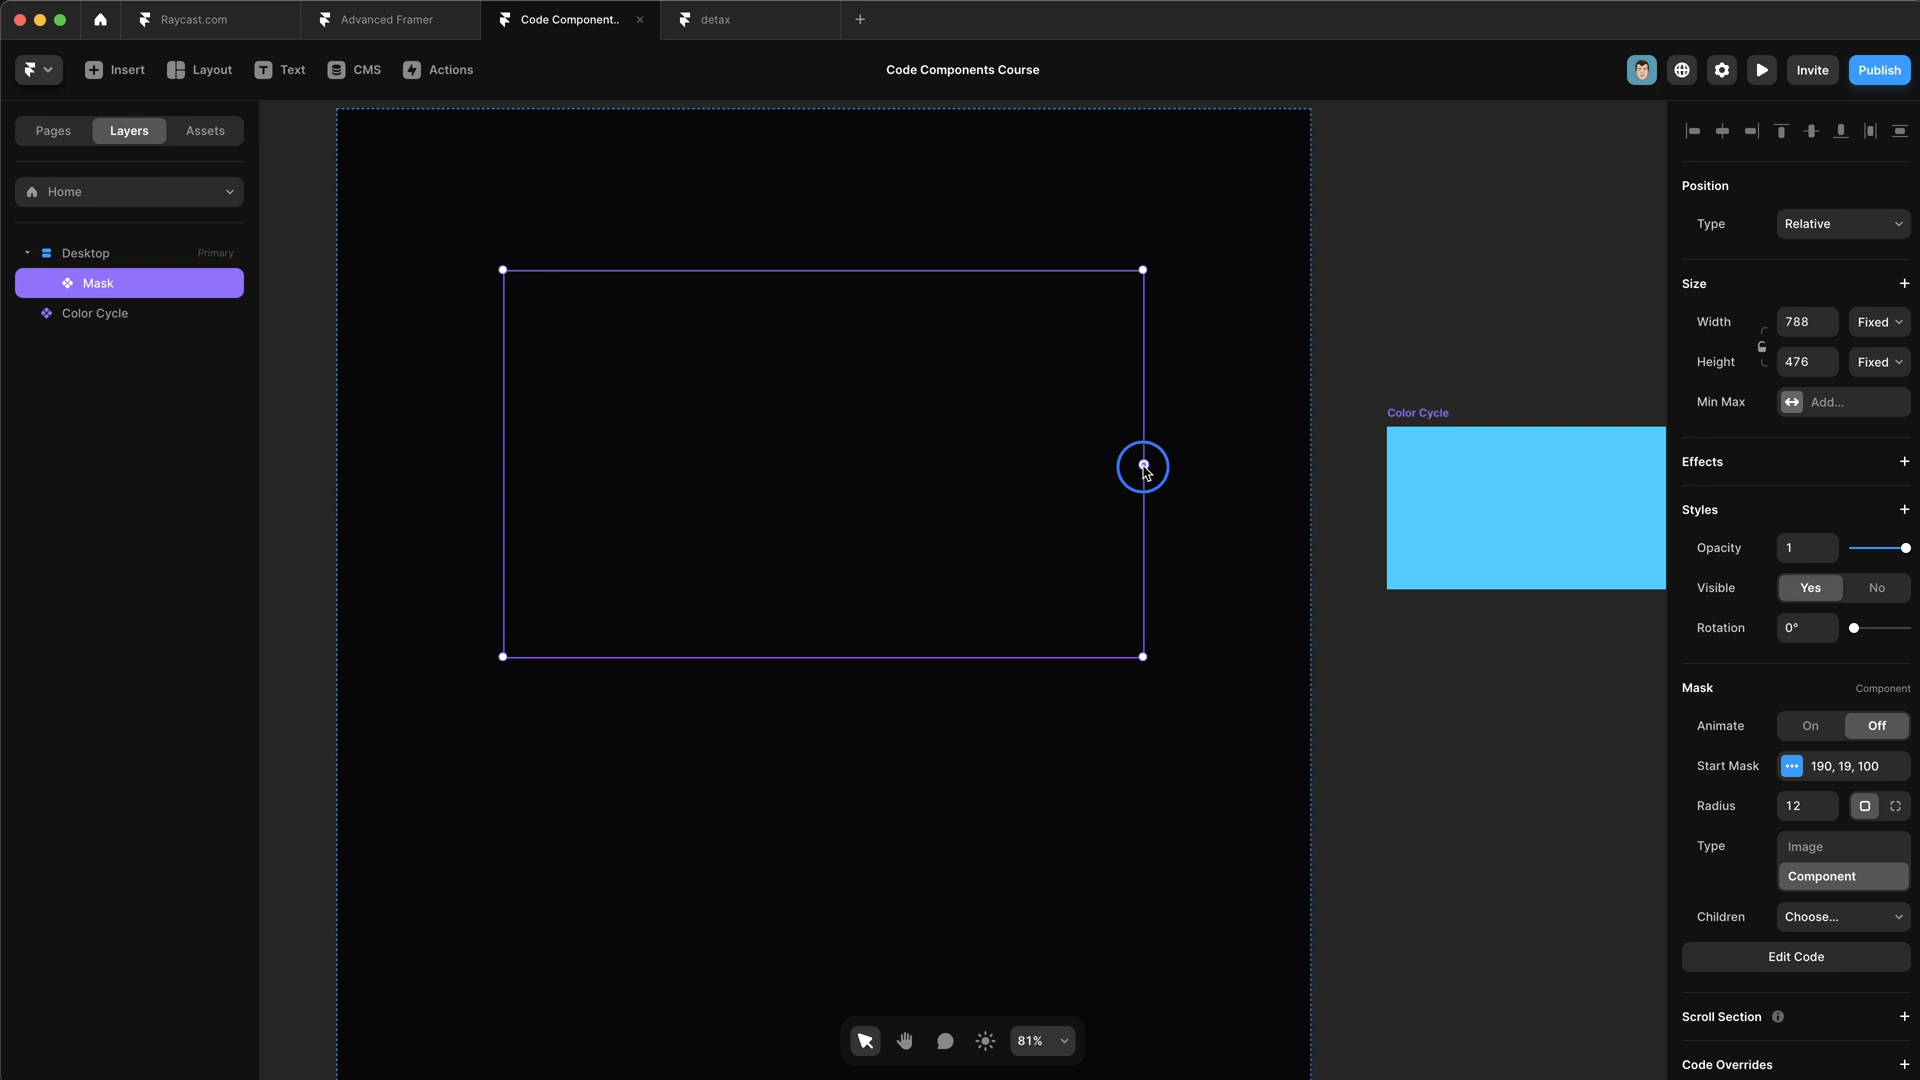 Raycast.com
Advanced Framer
Code Component..
detax
Insert
Layout
Text
CMS
Actions
Code Components Course
Invite
Publish
Pages
Layers
Assets
Home
Desktop
Primary
Mask
Color Cycle
Color Cycle
81%
Position
Type
Relative
Size
Width
788
Fixed
Height
476
Fixed
Min Max
Add...
Effects
Styles
Opacity
1
Visible
Yes
No
Rotation
0°
Mask
Component
Animate
On
Off
Start Mask
190, 19, 100
Radius
12
Type
Image
Component
Children
Choose...
Edit Code
Scroll Section
Code Overrides